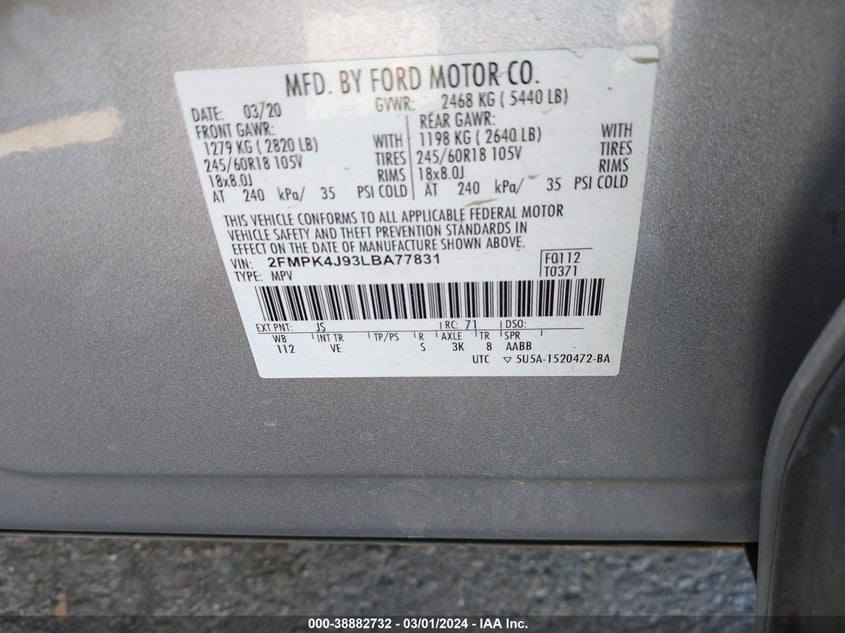 MFD. BY FORD MOTOR CO.
DATE: 03/20 GVWR: 2468 KG ( 5440 LB)
FRONT GAWR: REAR GAWR:
1279 KG ( 2820 LB) WITH 1198 KG ( 2640 LB) WITH
245/60R18 105V TIRES 245/60R18 105V TIRES
18x8.0J RIMS 18x8.0J RIMS
AT 240 kPa/ 35 PSI COLD AT 240 kPa/ 35 PSI COLD
THIS VEHICLE CONFORMS TO ALL APPLICABLE FEDERAL MOTOR
VEHICLE SAFETY AND THEFT PREVENTION STANDARDS IN
EFFECT ON THE DATE OF MANUFACTURE SHOWN ABOVE.
VIN: 2FMPK4J93LBA77831 F0112
TYPE: MPV T0371
EXT PNT: JS RC: 71 DSO:
WB INT TR TP/PS R AXLE TR SPR
112 VE S 3K 8 AABB
UTC ▽ 5U5A-1520472-BA
000-38882732 - 03/01/2024 - IAA Inc.